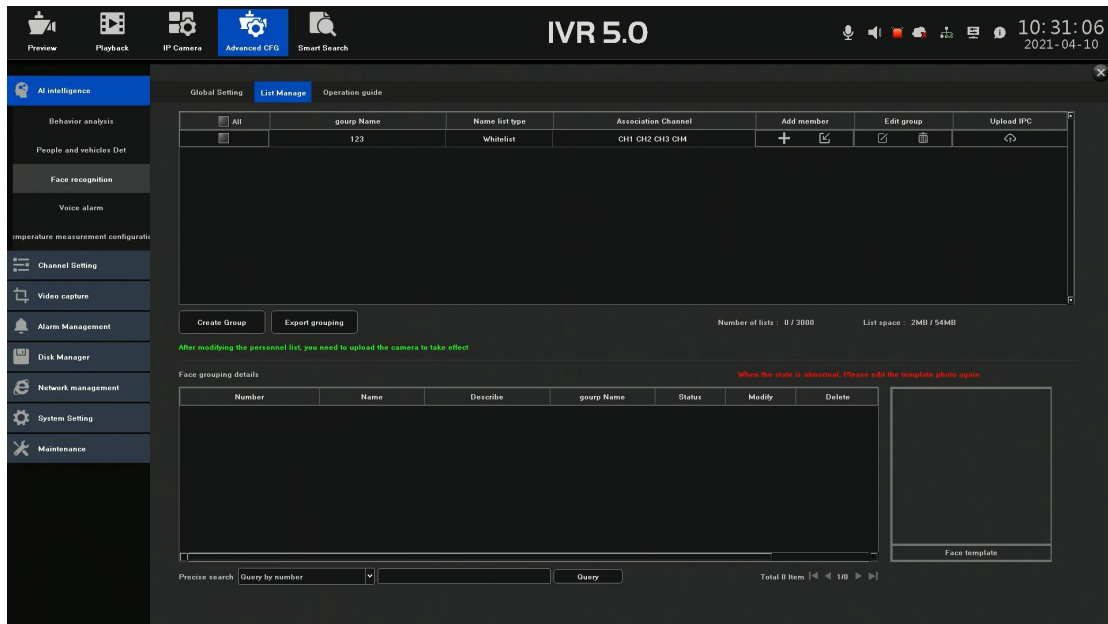 Preview Playback IP Camera Advanced CFG Smart Search IVR 5.0 10:31:06
2021-04-10
AI intelligence
Behavior analysis
People and vehicles Det
Face recognition
Voice alarm
emperature measurement configuratio
Channel Setting
Video capture
Alarm Management
Disk Manager
Network management
System Setting
Maintenance
Global Setting List Manage Operation guide
All gourp Name Name list type Association Channel Add member Edit group Upload IPC
123 Whitelist CH1 CH2 CH3 CH4
Create Group Export grouping Number of lists : 0 / 3000 List space : 2MB / 54MB
After modifying the personnel list, you need to upload the camera to take effect
Face grouping details When the state is abnormal, Please edit the template photo again.
Number Name Describe gourp Name Status Modify Delete
Face template
Precise search Query by number Query Total 0 Item 1/0